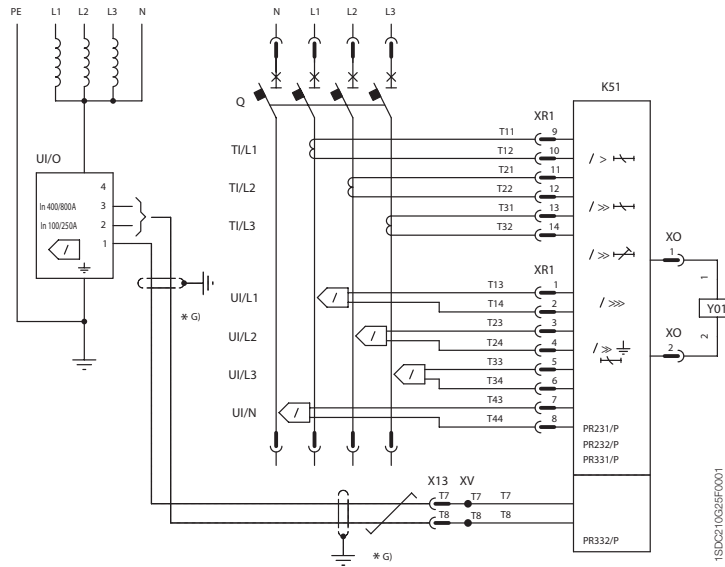 PE L1 L2 L3 N
N L1 L2 L3
K51
Q
XR1
T11 9
T12 10
T21 11
T22 12
T31 13
T32 14
TI/L1
TI/L2
TI/L3
/ >
/ >>
/ >>
/ >>>
/ >>
UI/O
4
In 400/800A 3
In 100/250A 2
1
/
* G)
XR1
T13 1
T14 2
T23 3
T24 4
T33 5
T34 6
T43 7
T44 8
UI/L1 /
UI/L2 /
UI/L3 /
UI/N /
XO
1
1
Y01
XO
2
2
PR231/P
PR232/P
PR331/P
X13 XV
T7 T7 T7
T8 T8 T8
PR332/P
* G)
1SDC210G25F0001